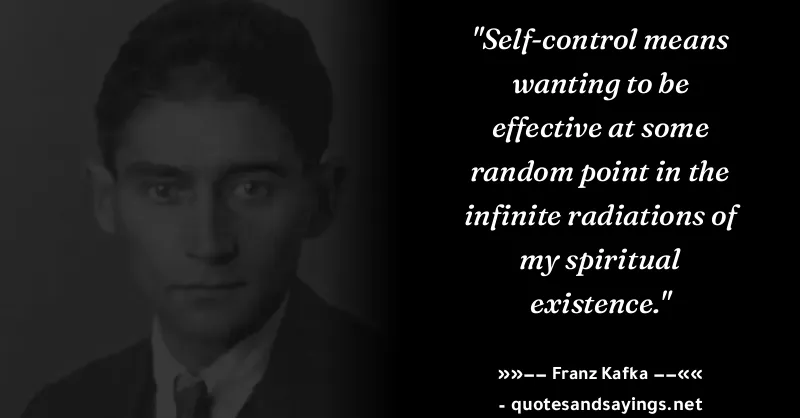 "Self-control means
wanting to be
effective at some
random point in the
infinite radiations of
my spiritual
existence."
»»−− Franz Kafka −−««
- quotesandsayings.net